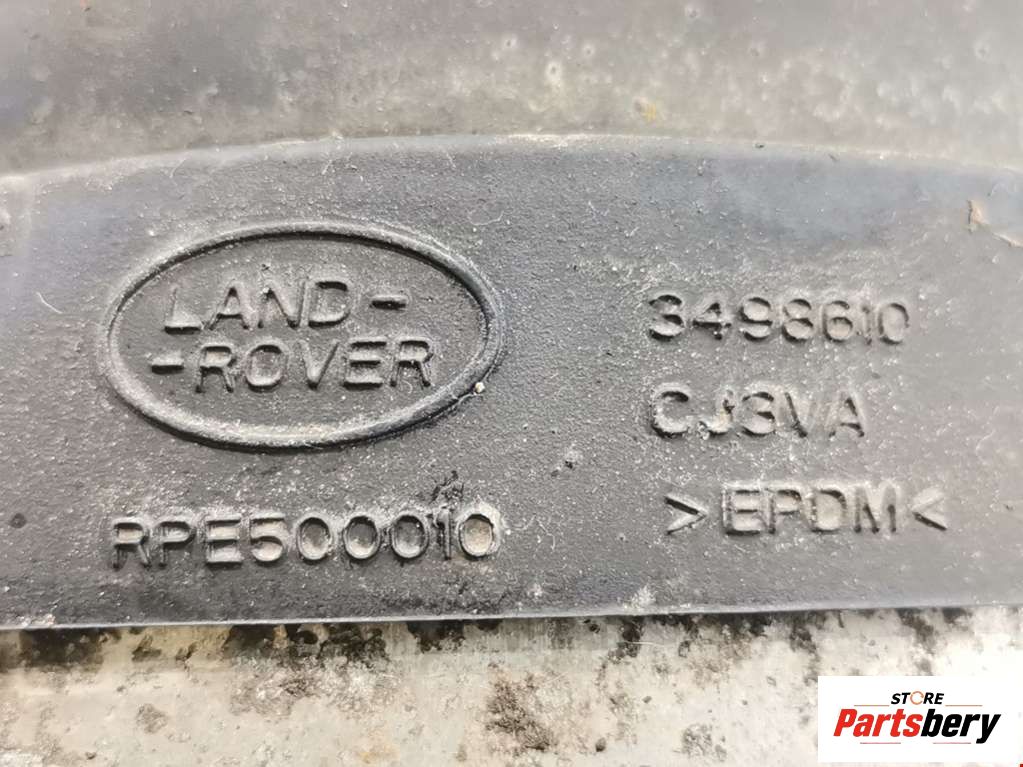 LAND-
-ROVER
RPE500010
3498610
CJ3VA
>EPDM<
STORE
Partsbery